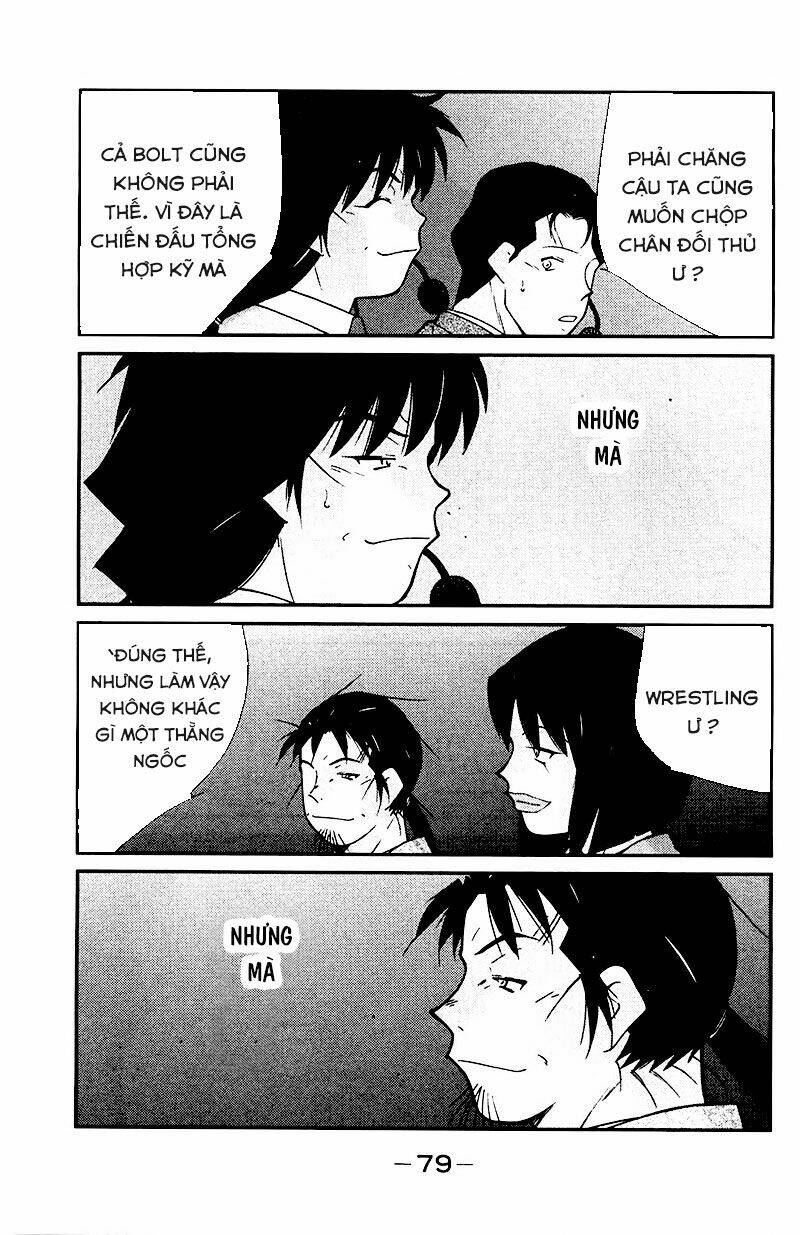 PHẢI CHĂNG
CẬU TA CŨNG
MUỐN CHỘP
CHÂN ĐỐI THỦ
Ư ?
CẢ BOLT CŨNG
KHÔNG PHẢI
THẾ. VÌ ĐÂY LÀ
CHIẾN ĐẤU TỔNG
HỢP KỸ MÀ
NHƯNG
MÀ
WRESTLING
Ư ?
ĐÚNG THẾ,
NHƯNG LÀM VẬY
KHÔNG KHÁC
GÌ MỘT THẰNG
NGỐC
NHƯNG
MÀ
-79-